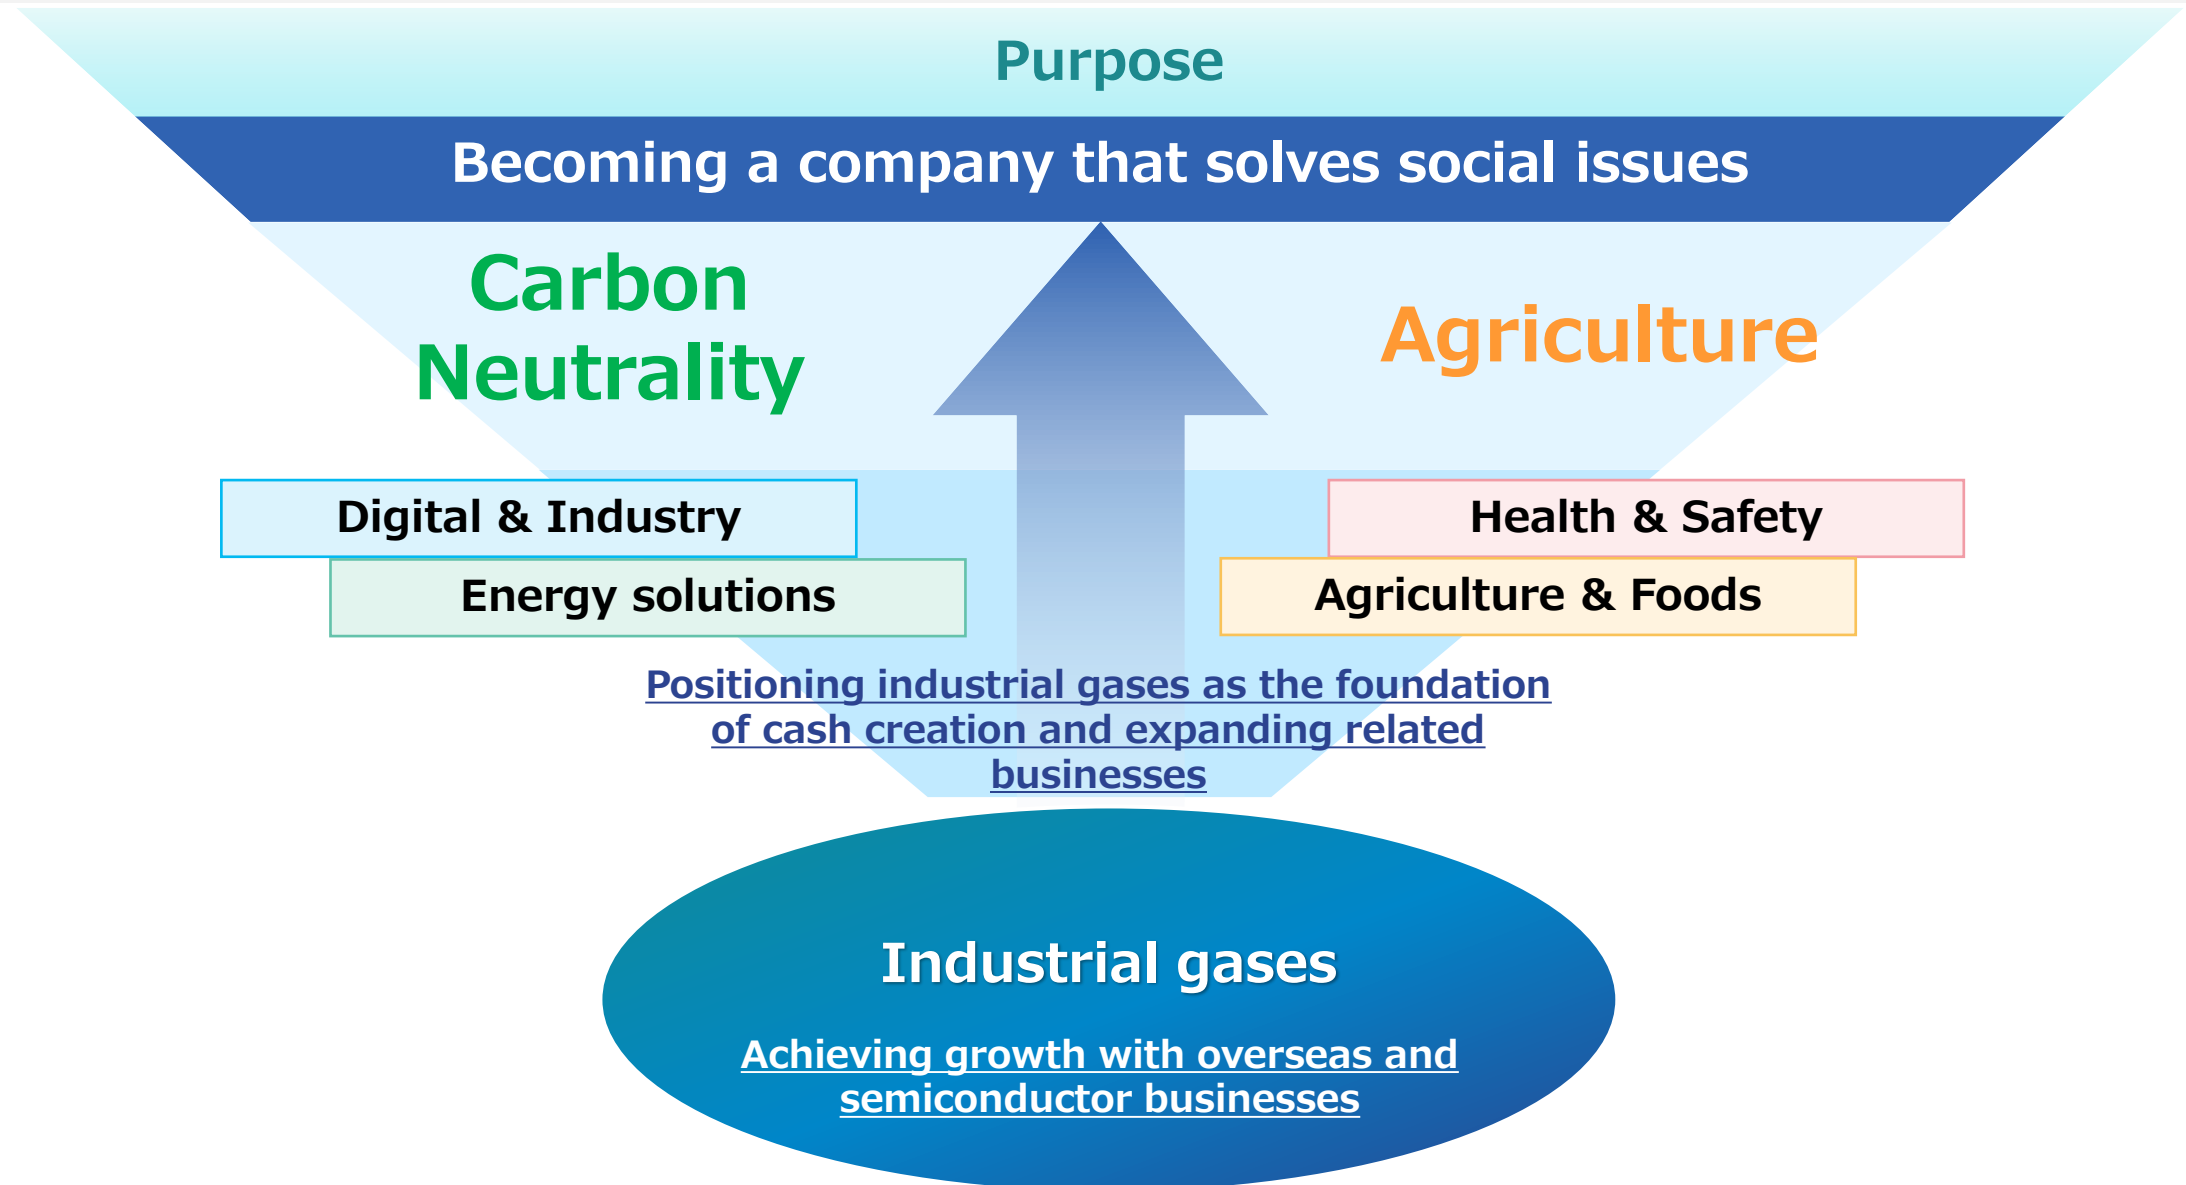 Purpose
Becoming a company that solves social issues
Carbon
Neutrality
Agriculture
Digital & Industry
Health & Safety
Energy solutions
Agriculture & Foods
Positioning industrial gases as the foundation
of cash creation and expanding related
businesses
Industrial gases
Achieving growth with overseas and
semiconductor businesses